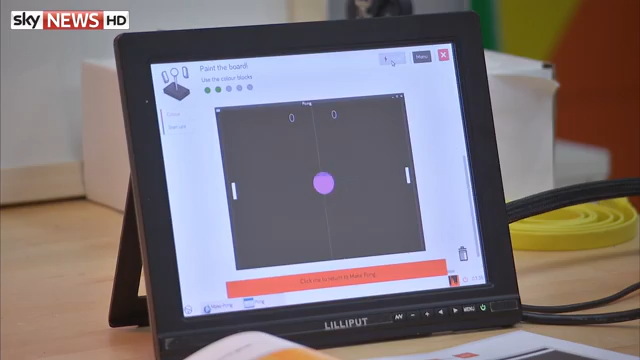 sky NEWS HD
Paint the board!
Use the colour blocks
Menu
Pong
0 0
Click me to return to Make Pong
Make Pong
Pong
LILLIPUT
A/V
MENU